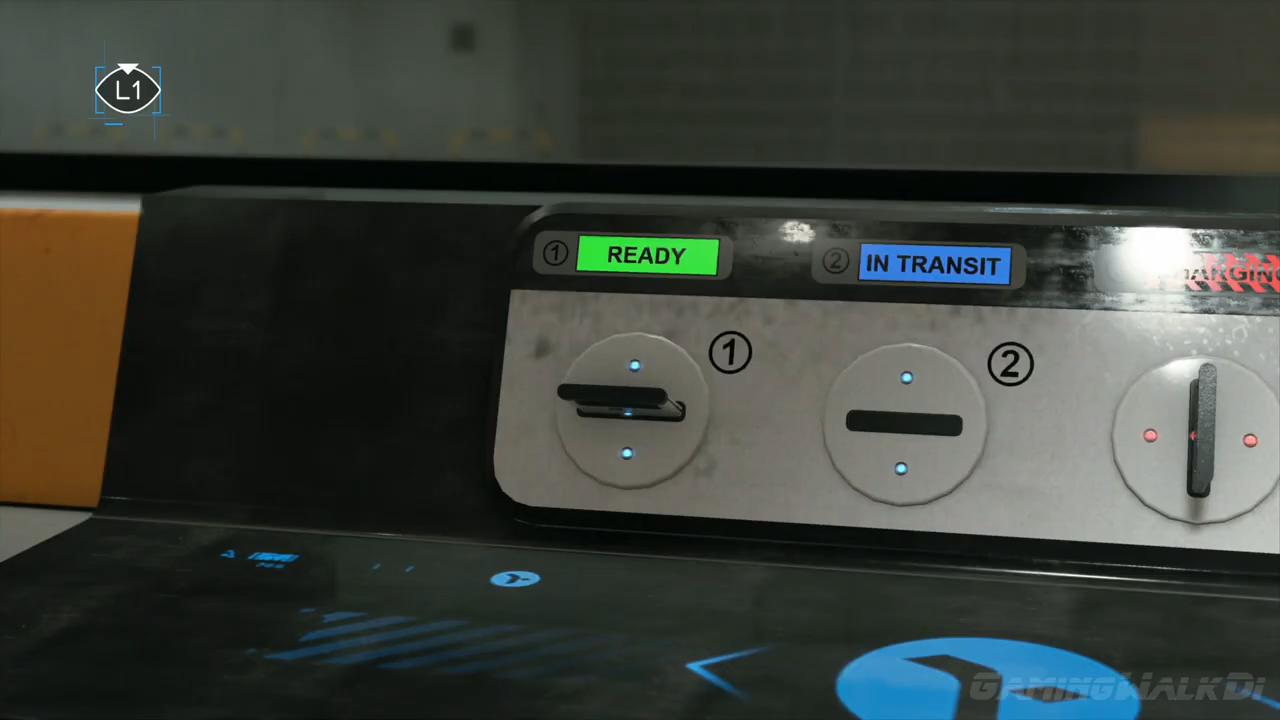 L1
① READY
② IN TRANSIT
①
②
GAMINGWALKDI